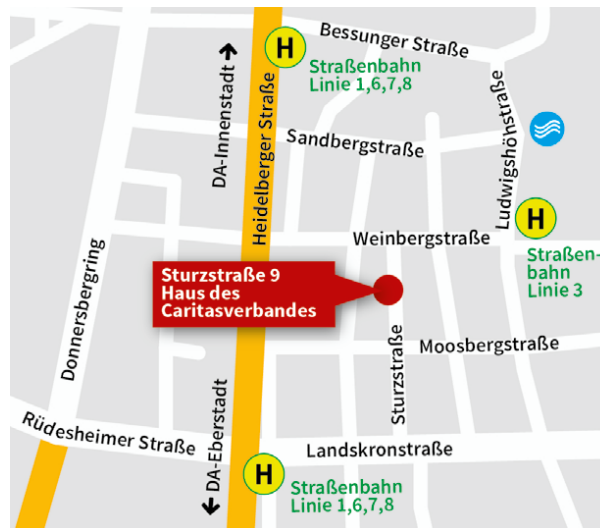 Bessunger Straße
H
Straßenbahn
Linie 1,6,7,8
DA-Innenstadt
Heidelberger Straße
Sandbergstraße
Ludwigshöhstraße
H
Straßen-
bahn
Linie 3
Weinbergstraße
Sturzstraße 9
Haus des
Caritasverbandes
Donnersbergring
Moosbergstraße
Sturzstraße
Rüdesheimer Straße
DA-Eberstadt
Landskronstraße
H
Straßenbahn
Linie 1,6,7,8